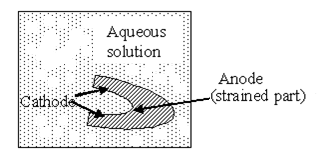 Aqueous
solution
Anode
(strained part)
Cathode